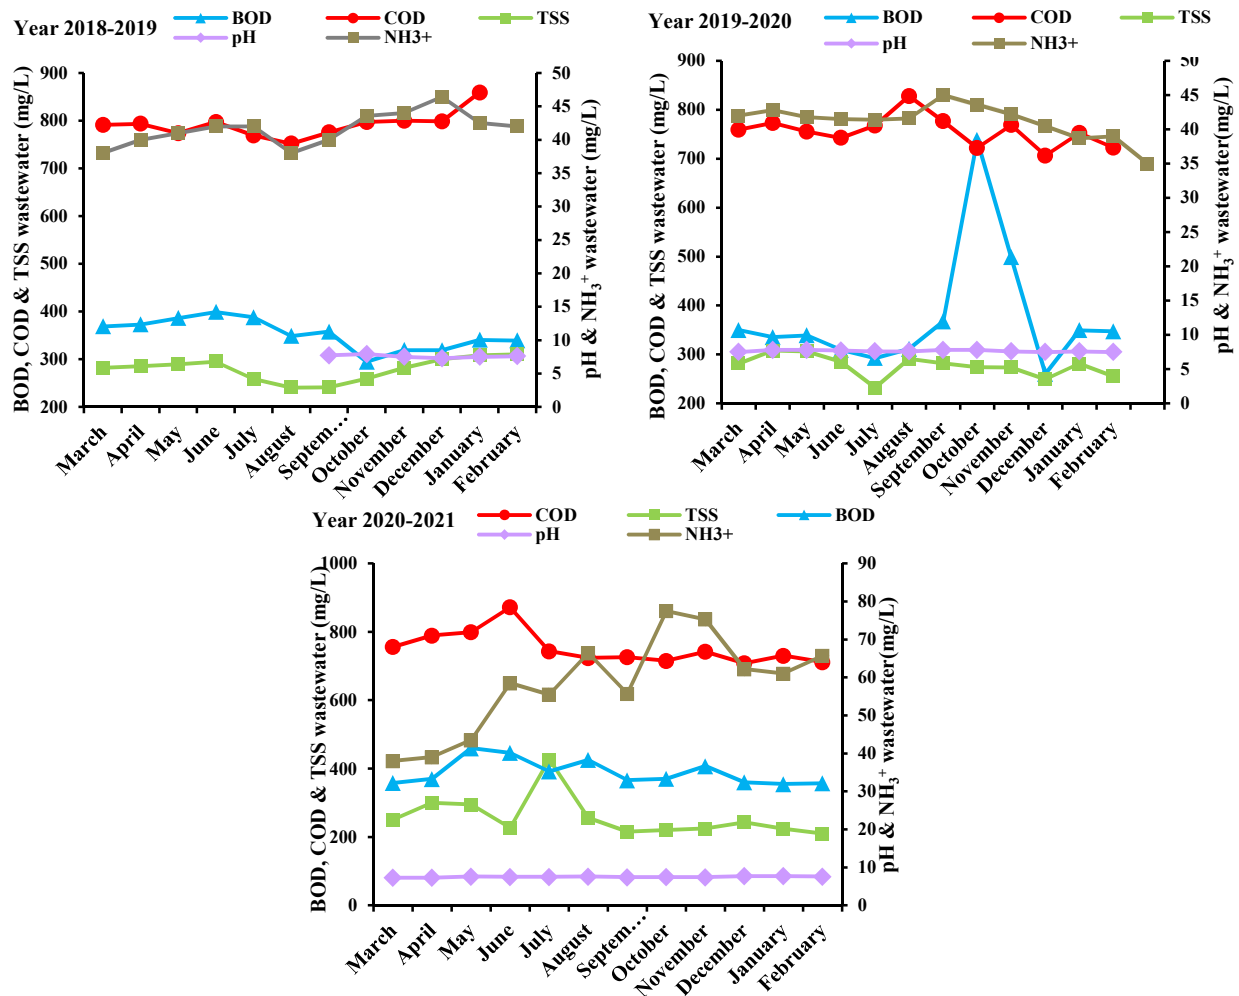 Year 2018-2019
BOD
COD
TSS
pH
NH3+
BOD, COD & TSS wastewater (mg/L)
900
800
700
600
500
400
300
200
50
45
40
35
30
25
20
15
10
5
0
pH & NH₃⁺ wastewater (mg/L)
March
April
May
June
July
August
Septem…
October
November
December
January
February
Year 2019-2020
BOD
COD
TSS
pH
NH3+
BOD, COD & TSS wastewater (mg/L)
900
800
700
600
500
400
300
200
50
45
40
35
30
25
20
15
10
5
0
pH & NH₃⁺ wastewater(mg/L)
March
April
May
June
July
August
September
October
November
December
January
February
Year 2020-2021
COD
TSS
BOD
pH
NH3+
BOD, COD & TSS wastewater (mg/L)
1000
800
600
400
200
0
90
80
70
60
50
40
30
20
10
0
pH & NH₃⁺ wastewater(mg/L)
March
April
May
June
July
August
Septem…
October
November
December
January
February